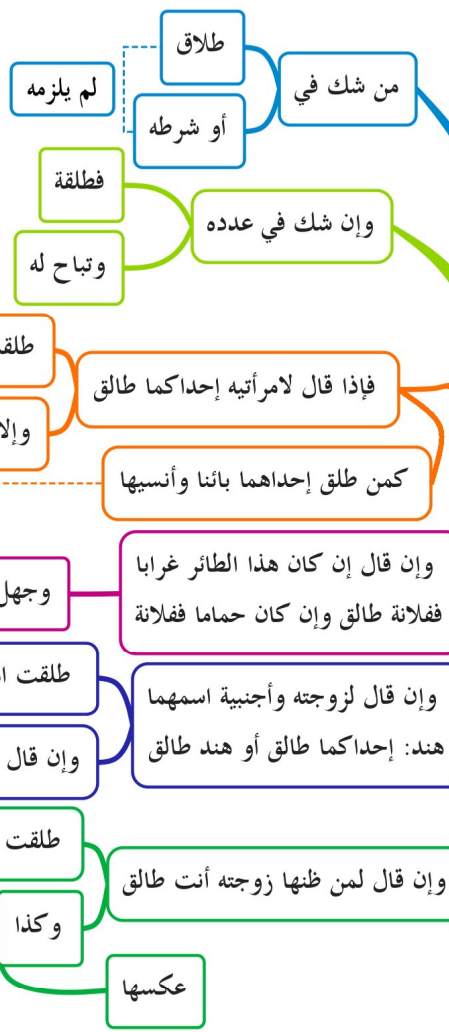 من شك في
طلاق
أو شرطه
لم يلزمه
وإن شك في عدده
فطلقة
وتباح له
فإذا قال لامرأتيه إحداكما طالق
وإلا
كمن طلق إحداهما بائنا وأنسيها
وإن قال إن كان هذا الطائر غرابا
ففلانة طالق وإن كان حماما ففلانة
وجهل
وإن قال لزوجته وأجنبية اسمهما
هند: إحداكما طالق أو هند طالق
طلقت
وإن قال
وإن قال لمن ظنها زوجته أنت طالق
طلقت
وكذا
عكسها